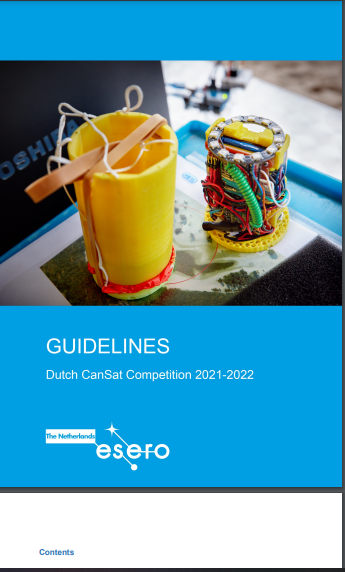 OSHIB
GUIDELINES
Dutch CanSat Competition 2021-2022
The Netherlands
esero
Contents